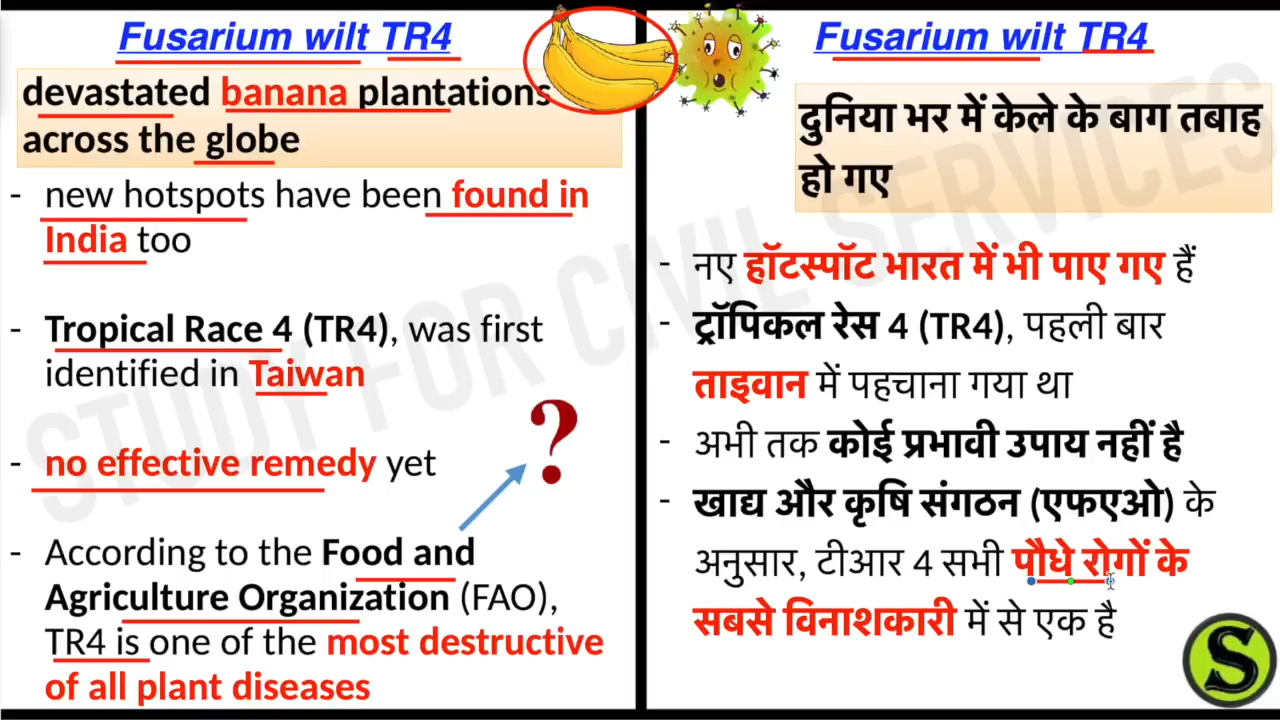 Fusarium wilt TR4
devastated banana plantations
across the globe
- new hotspots have been found in
India too
- Tropical Race 4 (TR4), was first
identified in Taiwan
- no effective remedy yet
?
- According to the Food and
Agriculture Organization (FAO),
TR4 is one of the most destructive
of all plant diseases
Fusarium wilt TR4
दुनिया भर में केले के बाग तबाह
हो गए
- नए हॉटस्पॉट भारत में भी पाए गए हैं
- ट्रॉपिकल रेस 4 (TR4), पहली बार
ताइवान में पहचाना गया था
- अभी तक कोई प्रभावी उपाय नहीं है
- खाद्य और कृषि संगठन (एफएओ) के
अनुसार, टीआर 4 सभी पौधे रोगों के
सबसे विनाशकारी में से एक है
STUDY FOR CIVIL SERVICES
S